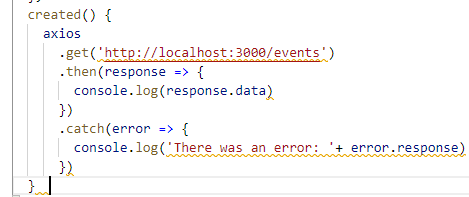 created() {
axios
.get('http://localhost:3000/events')
.then(response => {
console.log(response.data)
})
.catch(error => {
console.log('There was an error: '+ error.response)
})
}